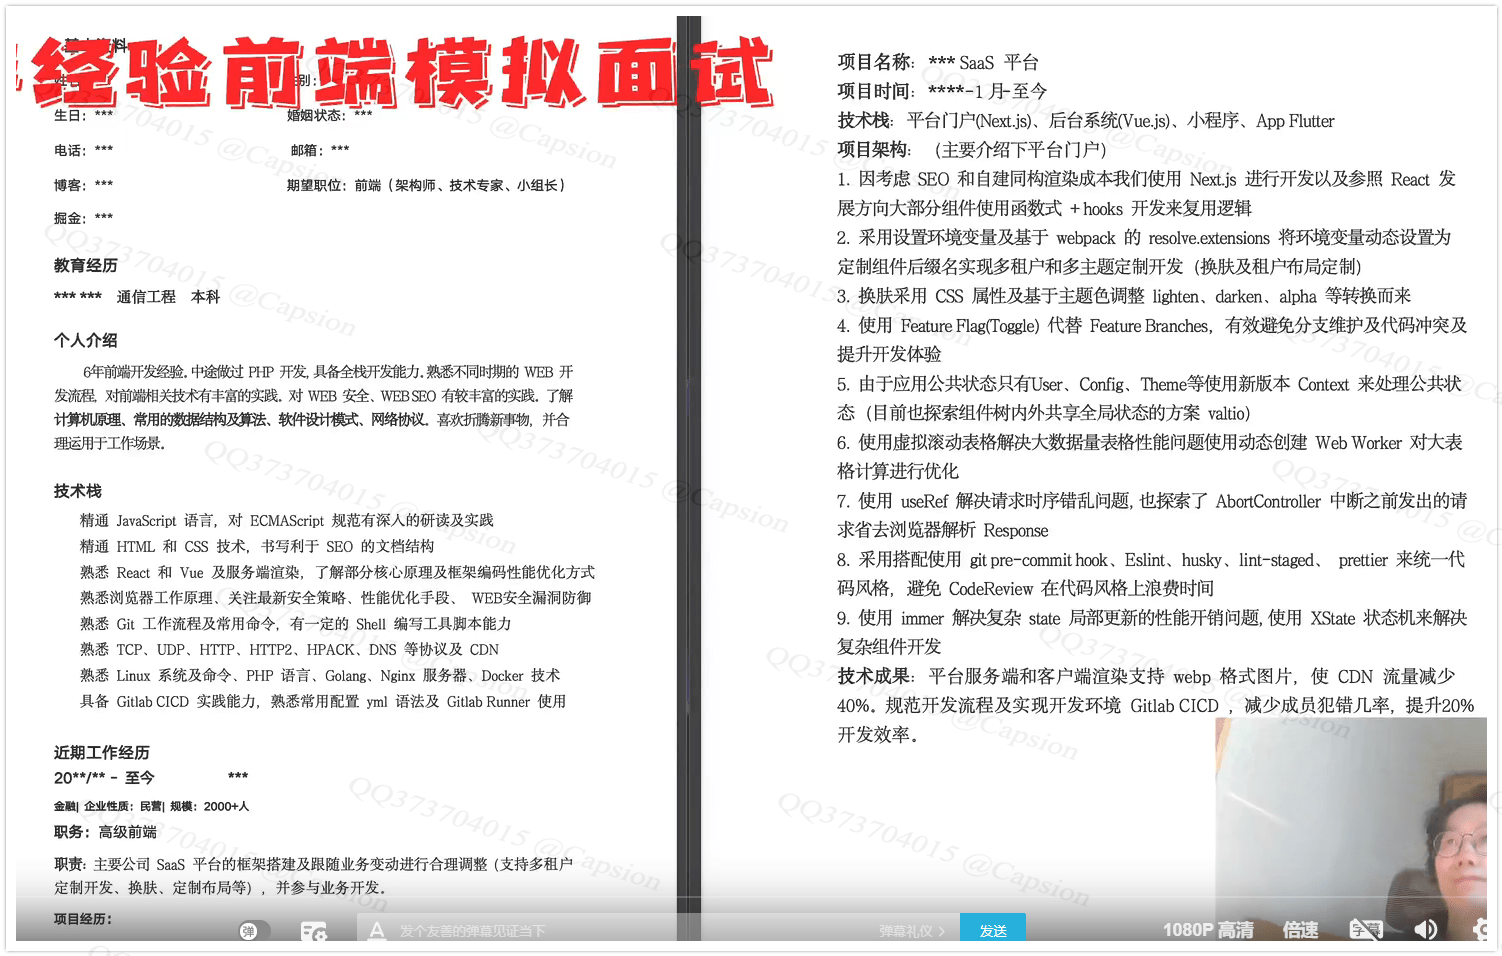 经验前端模拟面试
生日：***
婚姻状态：***
电话：***
邮箱：***
博客：***
期望职位：前端（架构师、技术专家、小组长）
掘金：***
教育经历
*** *** 通信工程 本科
个人介绍
6年前端开发经验。中途做过 PHP 开发，具备全栈开发能力。熟悉不同时期的 WEB 开
发流程，对前端相关技术有丰富的实践。对 WEB 安全、WEB SEO 有较丰富的实践。了解
计算机原理、常用的数据结构及算法、软件设计模式、网络协议。喜欢折腾新事物，并合
理运用于工作场景。
技术栈
精通 JavaScript 语言，对 ECMAScript 规范有深入的研读及实践
精通 HTML 和 CSS 技术，书写利于 SEO 的文档结构
熟悉 React 和 Vue 及服务端渲染，了解部分核心原理及框架编码性能优化方式
熟悉浏览器工作原理、关注最新安全策略、性能优化手段、 WEB安全漏洞防御
熟悉 Git 工作流程及常用命令，有一定的 Shell 编写工具脚本能力
熟悉 TCP、UDP、HTTP、HTTP2、HPACK、DNS 等协议及 CDN
熟悉 Linux 系统及命令、PHP 语言、Golang、Nginx 服务器、Docker 技术
具备 Gitlab CICD 实践能力，熟悉常用配置 yml 语法及 Gitlab Runner 使用
近期工作经历
20**/** - 至今 ***
金融| 企业性质：民营| 规模：2000+人
职务：高级前端
职责: 主要公司 SaaS 平台的框架搭建及跟随业务变动进行合理调整（支持多租户
定制开发、换肤、定制布局等），并参与业务开发。
项目经历：
项目名称：*** SaaS 平台
项目时间：****-1 月-至今
技术栈：平台门户(Next.js)、后台系统(Vue.js)、小程序、App Flutter
项目架构：（主要介绍下平台门户）
1. 因考虑 SEO 和自建同构渲染成本我们使用 Next.js 进行开发以及参照 React 发
展方向大部分组件使用函数式 + hooks 开发来复用逻辑
2. 采用设置环境变量及基于 webpack 的 resolve.extensions 将环境变量动态设置为
定制组件后缀名实现多租户和多主题定制开发（换肤及租户布局定制）
3. 换肤采用 CSS 属性及基于主题色调整 lighten、darken、alpha 等转换而来
4. 使用 Feature Flag(Toggle) 代替 Feature Branches，有效避免分支维护及代码冲突及
提升开发体验
5. 由于应用公共状态只有User、Config、Theme等使用新版本 Context 来处理公共状
态（目前也探索组件树内外共享全局状态的方案 valtio）
6. 使用虚拟滚动表格解决大数据量表格性能问题使用动态创建 Web Worker 对大表
格计算进行优化
7. 使用 useRef 解决请求时序错乱问题，也探索了 AbortController 中断之前发出的请
求省去浏览器解析 Response
8. 采用搭配使用 git pre-commit hook、Eslint、husky、lint-staged、 prettier 来统一代
码风格，避免 CodeReview 在代码风格上浪费时间
9. 使用 immer 解决复杂 state 局部更新的性能开销问题，使用 XState 状态机来解决
复杂组件开发
技术成果：平台服务端和客户端渲染支持 webp 格式图片，使 CDN 流量减少
40%。规范开发流程及实现开发环境 Gitlab CICD ，减少成员犯错几率，提升20%
开发效率。
弹
发个友善的弹幕见证当下
弹幕礼仪 >
发送
1080P 高清
倍速
字幕
QQ373704015 @Capsion